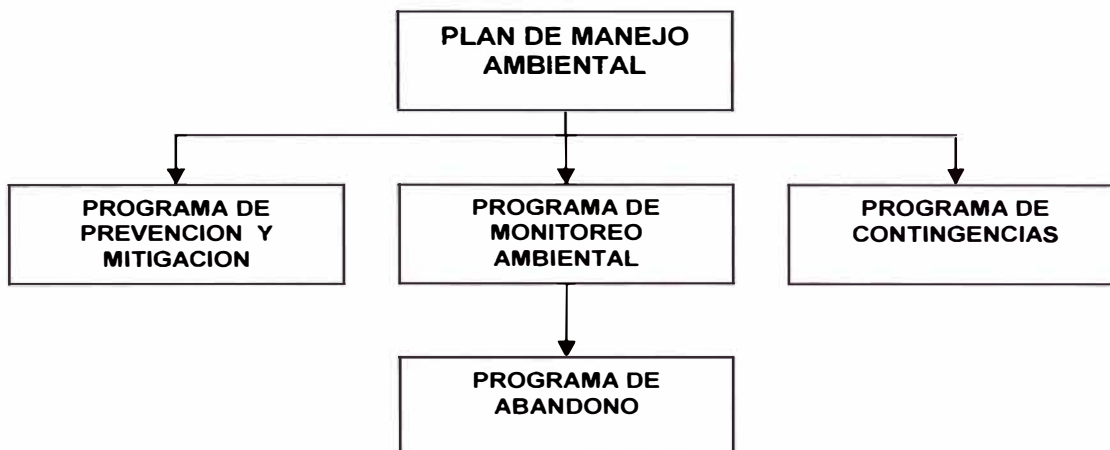 PLAN DE MANEJO
AMBIENTAL
PROGRAMA DE
PREVENCION Y
MITIGACION
PROGRAMA DE
MONITOREO
AMBIENTAL
PROGRAMA DE
CONTINGENCIAS
PROGRAMA DE
ABANDONO